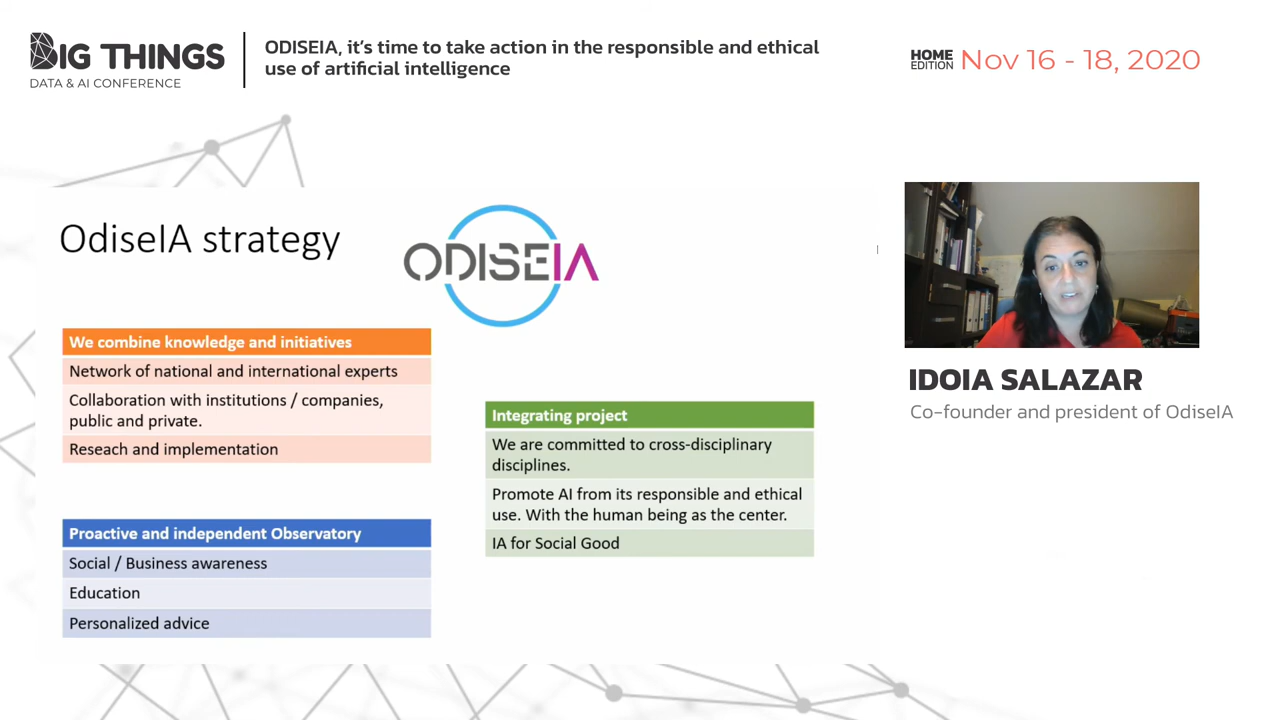 BIG THINGS
DATA & AI CONFERENCE
ODISEIA, it's time to take action in the responsible and ethical
use of artificial intelligence
HOME
EDITION
Nov 16 - 18, 2020
OdiseIA strategy
ODISEIA
We combine knowledge and initiatives
Network of national and international experts
Collaboration with institutions / companies,
public and private.
Reseach and implementation
Proactive and independent Observatory
Social / Business awareness
Education
Personalized advice
Integrating project
We are committed to cross-disciplinary
disciplines.
Promote AI from its responsible and ethical
use. With the human being as the center.
IA for Social Good
IDOIA SALAZAR
Co-founder and president of OdiseIA